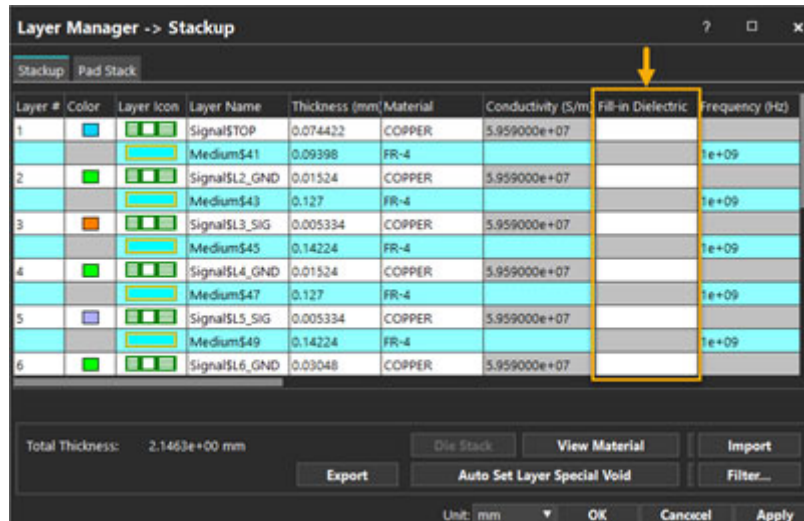 Layer Manager -> Stackup ? x
Stackup Pad Stack
Layer # Color Layer Icon Layer Name Thickness (mm) Material Conductivity (S/m) Fill-in Dielectric Frequency (Hz)
1 Signal$TOP 0.074422 COPPER 5.959000e+07
Medium$41 0.09398 FR-4 1e+09
2 Signal$L2_GND 0.01524 COPPER 5.959000e+07
Medium$43 0.127 FR-4 1e+09
3 Signal$L3_SIG 0.005334 COPPER 5.959000e+07
Medium$45 0.14224 FR-4 1e+09
4 Signal$L4_GND 0.01524 COPPER 5.959000e+07
Medium$47 0.127 FR-4 1e+09
5 Signal$L5_SIG 0.005334 COPPER 5.959000e+07
Medium$49 0.14224 FR-4 1e+09
6 Signal$L6_GND 0.03048 COPPER 5.959000e+07
Total Thickness: 2.1463e+00 mm Die Stack View Material Import
Export Auto Set Layer Special Void Filter...
Unit: mm OK Cancxcel Apply